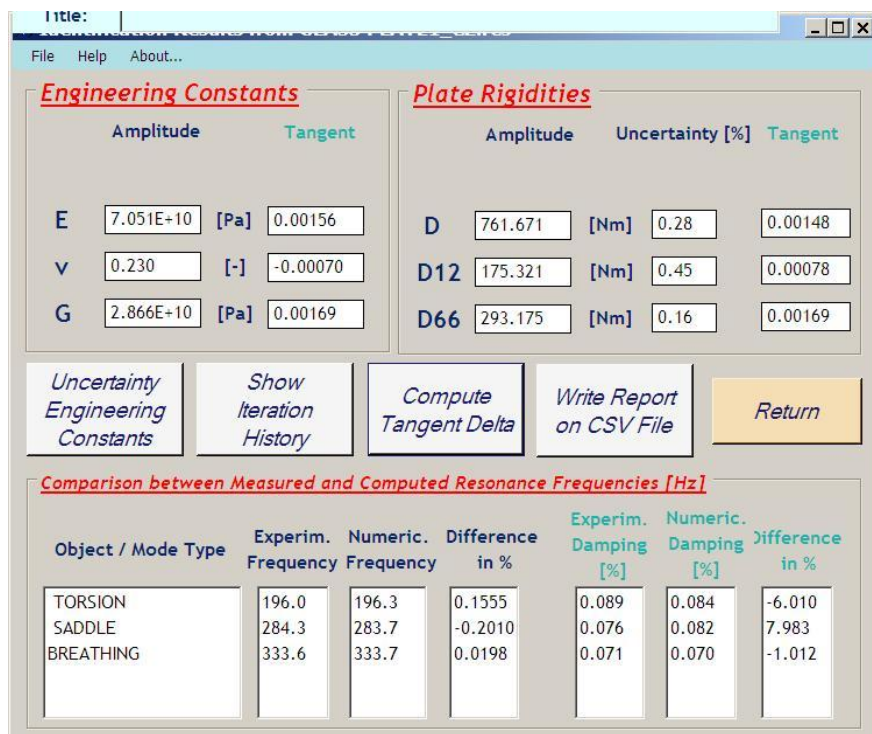 Title:
File Help About...
Engineering Constants
Amplitude Tangent
E 7.051E+10 [Pa] 0.00156
v 0.230 [-] -0.00070
G 2.866E+10 [Pa] 0.00169
Plate Rigidities
Amplitude Uncertainty [%] Tangent
D 761.671 [Nm] 0.28 0.00148
D12 175.321 [Nm] 0.45 0.00078
D66 293.175 [Nm] 0.16 0.00169
Uncertainty
Engineering
Constants
Show
Iteration
History
Compute
Tangent Delta
Write Report
on CSV File
Return
Comparison between Measured and Computed Resonance Frequencies [Hz]
Object / Mode Type
Experim.
Frequency
Numeric.
Frequency
Difference
in %
Experim.
Damping
[%]
Numeric.
Damping
[%]
Difference
in %
TORSION 196.0 196.3 0.1555 0.089 0.084 -6.010
SADDLE 284.3 283.7 -0.2010 0.076 0.082 7.983
BREATHING 333.6 333.7 0.0198 0.071 0.070 -1.012